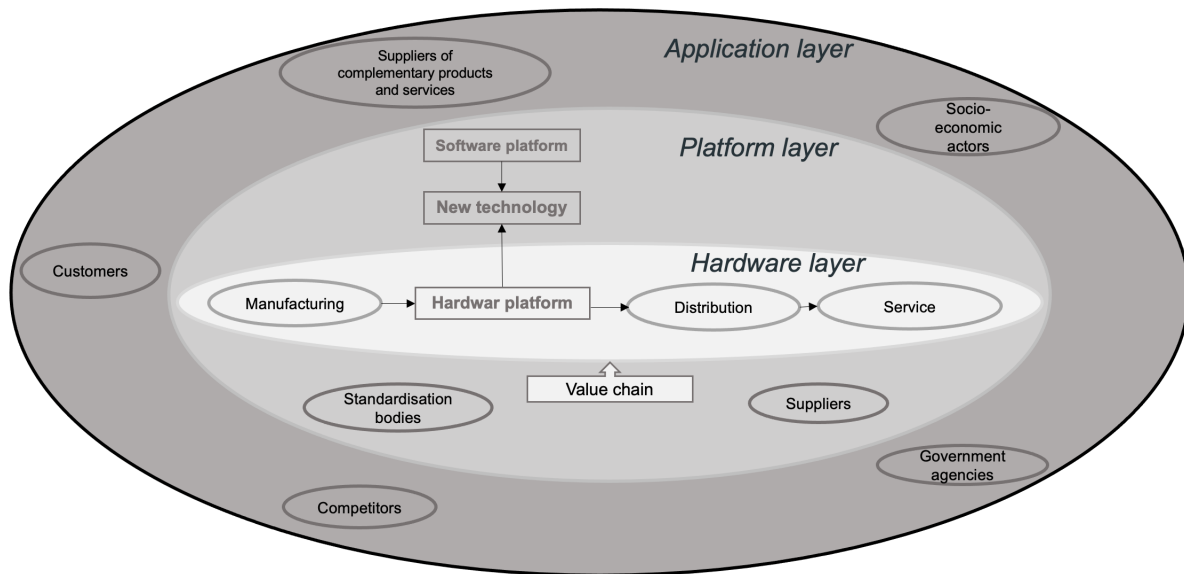 Application layer
Suppliers of
complementary products
and services
Socio-
economic
actors
Software platform
Platform layer
New technology
Customers
Hardware layer
Manufacturing
Hardwar platform
Distribution
Service
Value chain
Standardisation
bodies
Suppliers
Government
agencies
Competitors